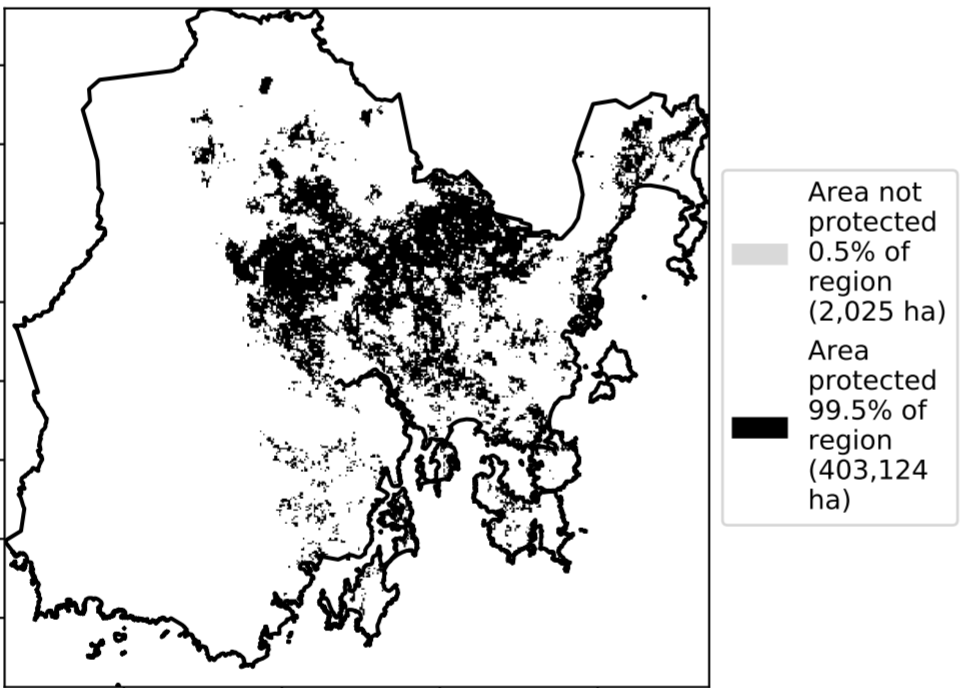 Area not
protected
0.5% of
region
(2,025 ha)
Area
protected
99.5% of
region
(403,124
ha)